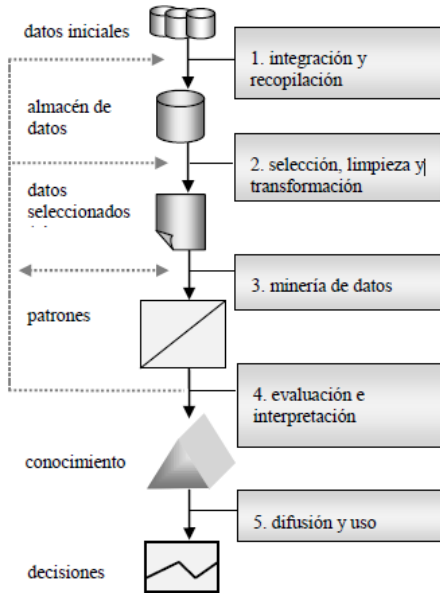 datos iniciales
1. integración y
recopilación
almacén de
datos
2. selección, limpieza y
transformación
datos
seleccionados
3. minería de datos
patrones
4. evaluación e
interpretación
conocimiento
5. difusión y uso
decisiones